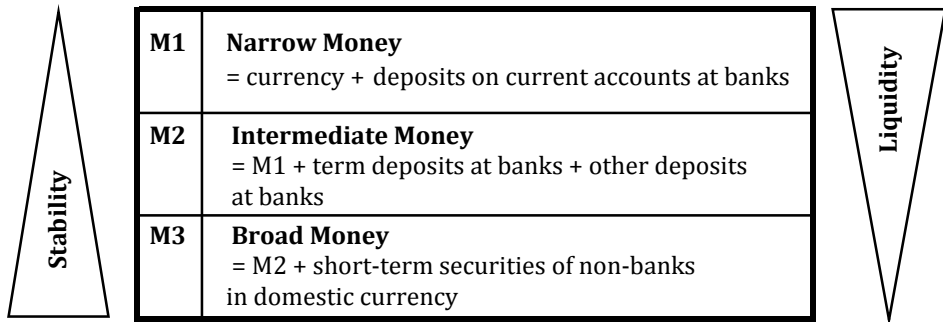 Stability
M1 Narrow Money
= currency + deposits on current accounts at banks
M2 Intermediate Money
= M1 + term deposits at banks + other deposits
at banks
M3 Broad Money
= M2 + short-term securities of non-banks
in domestic currency
Liquidity